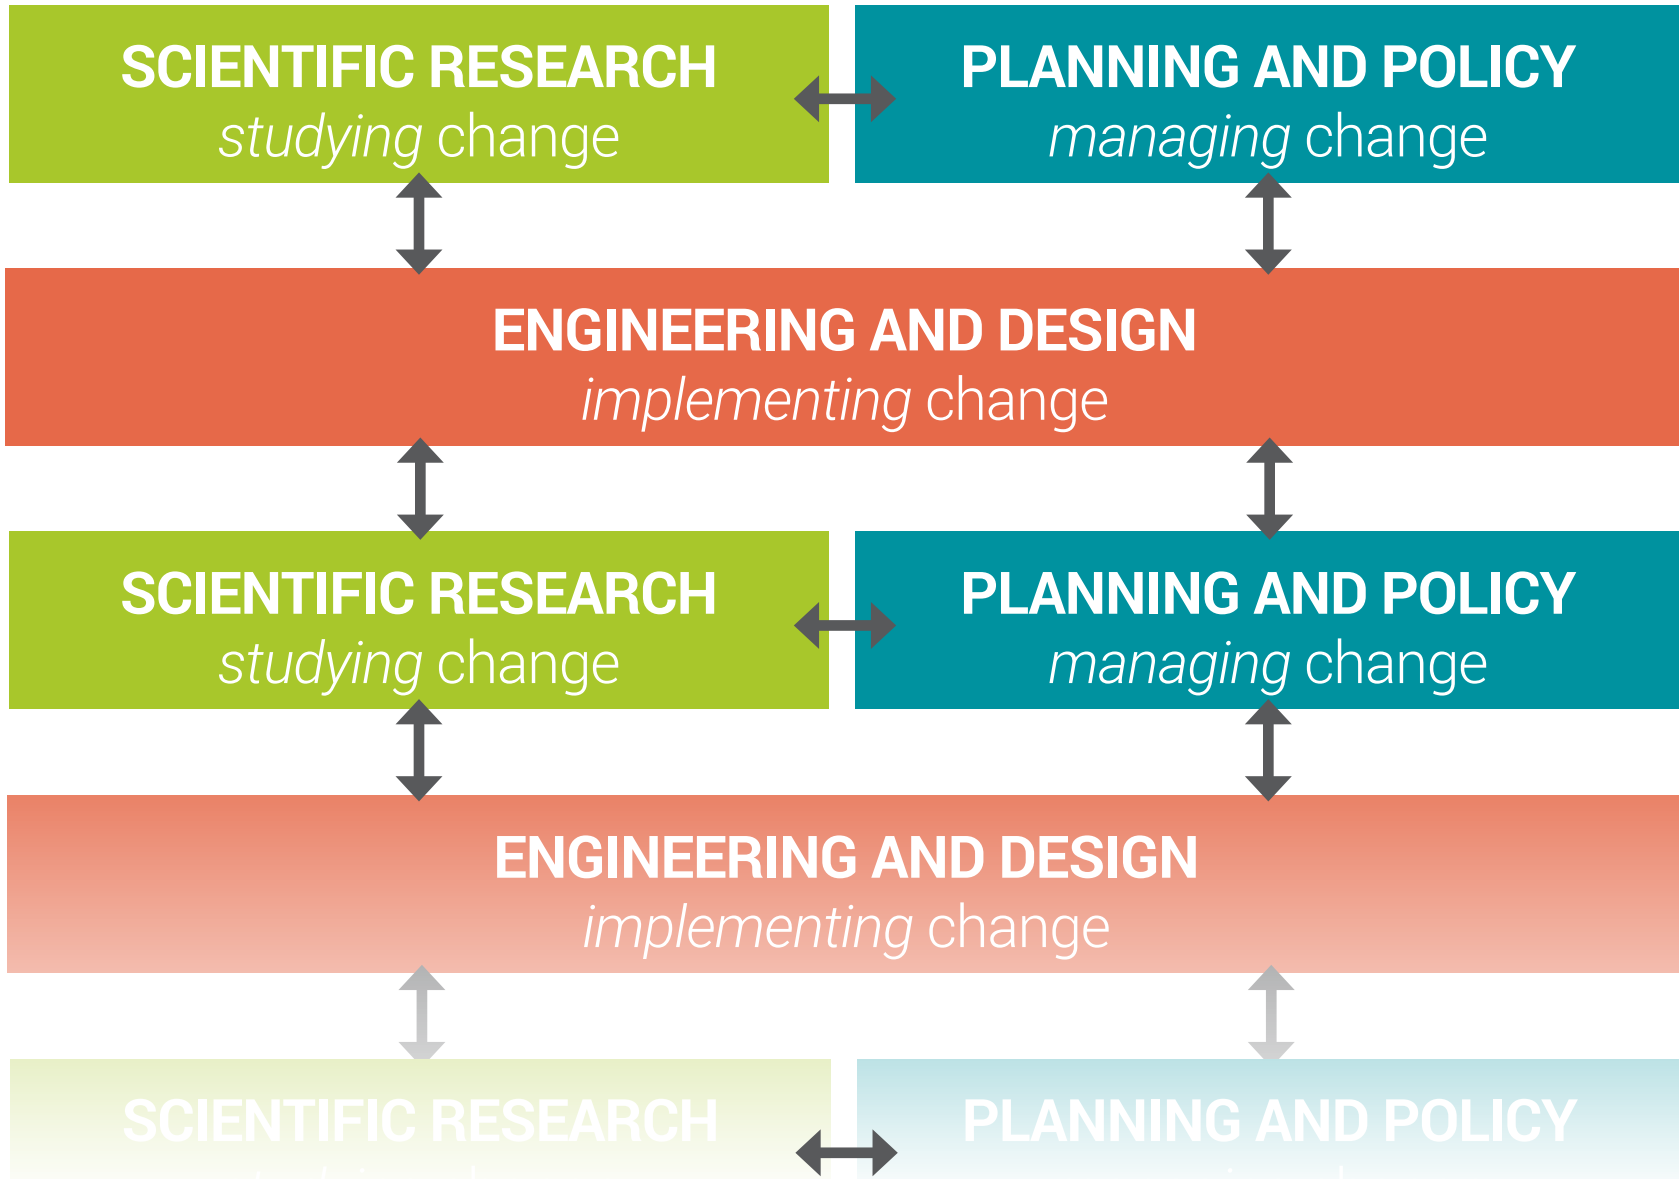 SCIENTIFIC RESEARCH
studying change
PLANNING AND POLICY
managing change
ENGINEERING AND DESIGN
implementing change
SCIENTIFIC RESEARCH
studying change
PLANNING AND POLICY
managing change
ENGINEERING AND DESIGN
implementing change
SCIENTIFIC RESEARCH
PLANNING AND POLICY